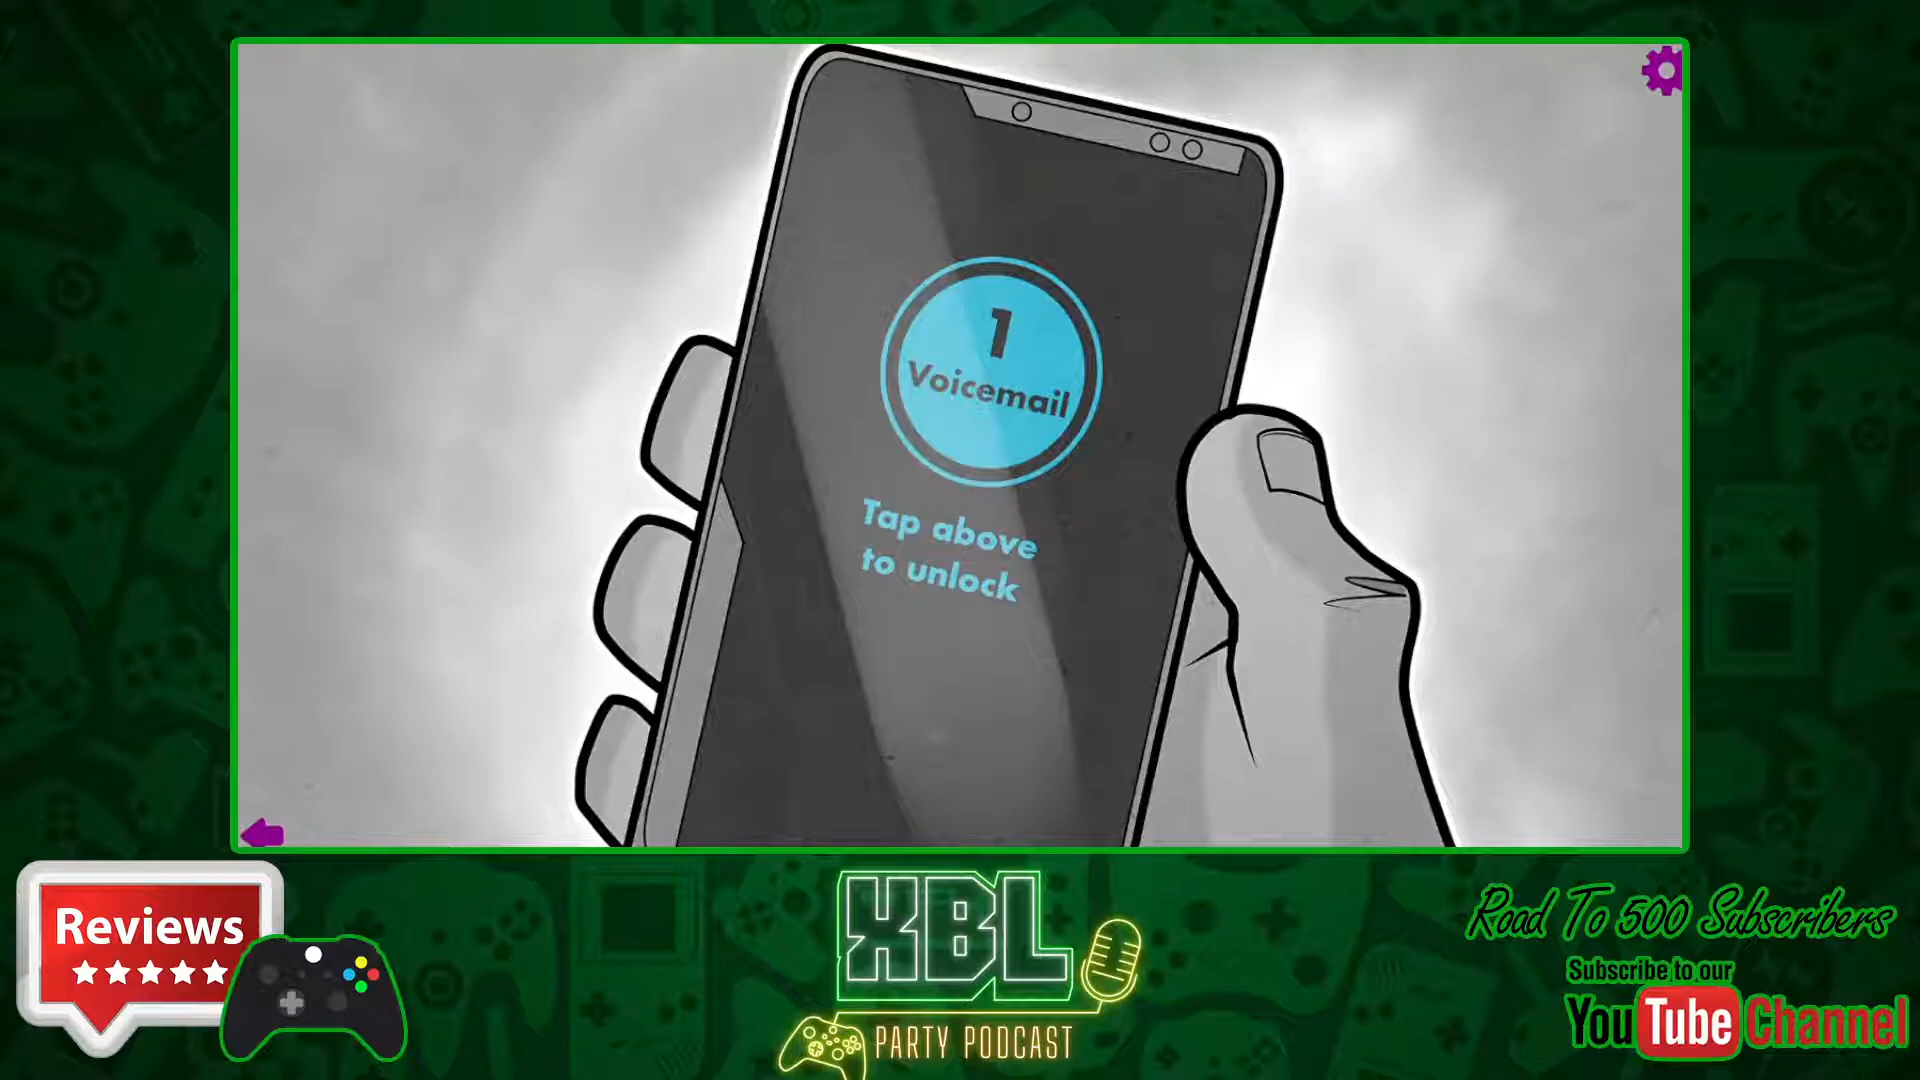 1
Voicemail
Tap above
to unlock
Reviews
XBL
PARTY PODCAST
Road To 500 Subscribers
Subscribe to our
YouTube Channel